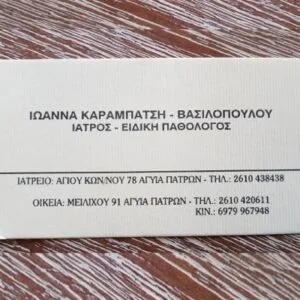 ΙΩΑΝΝΑ ΚΑΡΑΜΠΑΤΣΗ - ΒΑΣΙΛΟΠΟΥΛΟΥ
ΙΑΤΡΟΣ - ΕΙΔΙΚΗ ΠΑΘΟΛΟΓΟΣ
ΙΑΤΡΕΙΟ: ΑΓΙΟΥ ΚΩΝ/ΝΟΥ 78 ΑΓΥΙΑ ΠΑΤΡΩΝ - ΤΗΛ.: 2610 438438
ΟΙΚΕΙΑ: ΜΕΙΛΙΧΟΥ 91 ΑΓΥΙΑ ΠΑΤΡΩΝ - ΤΗΛ.: 2610 420611
ΚΙΝ.: 6979 967948